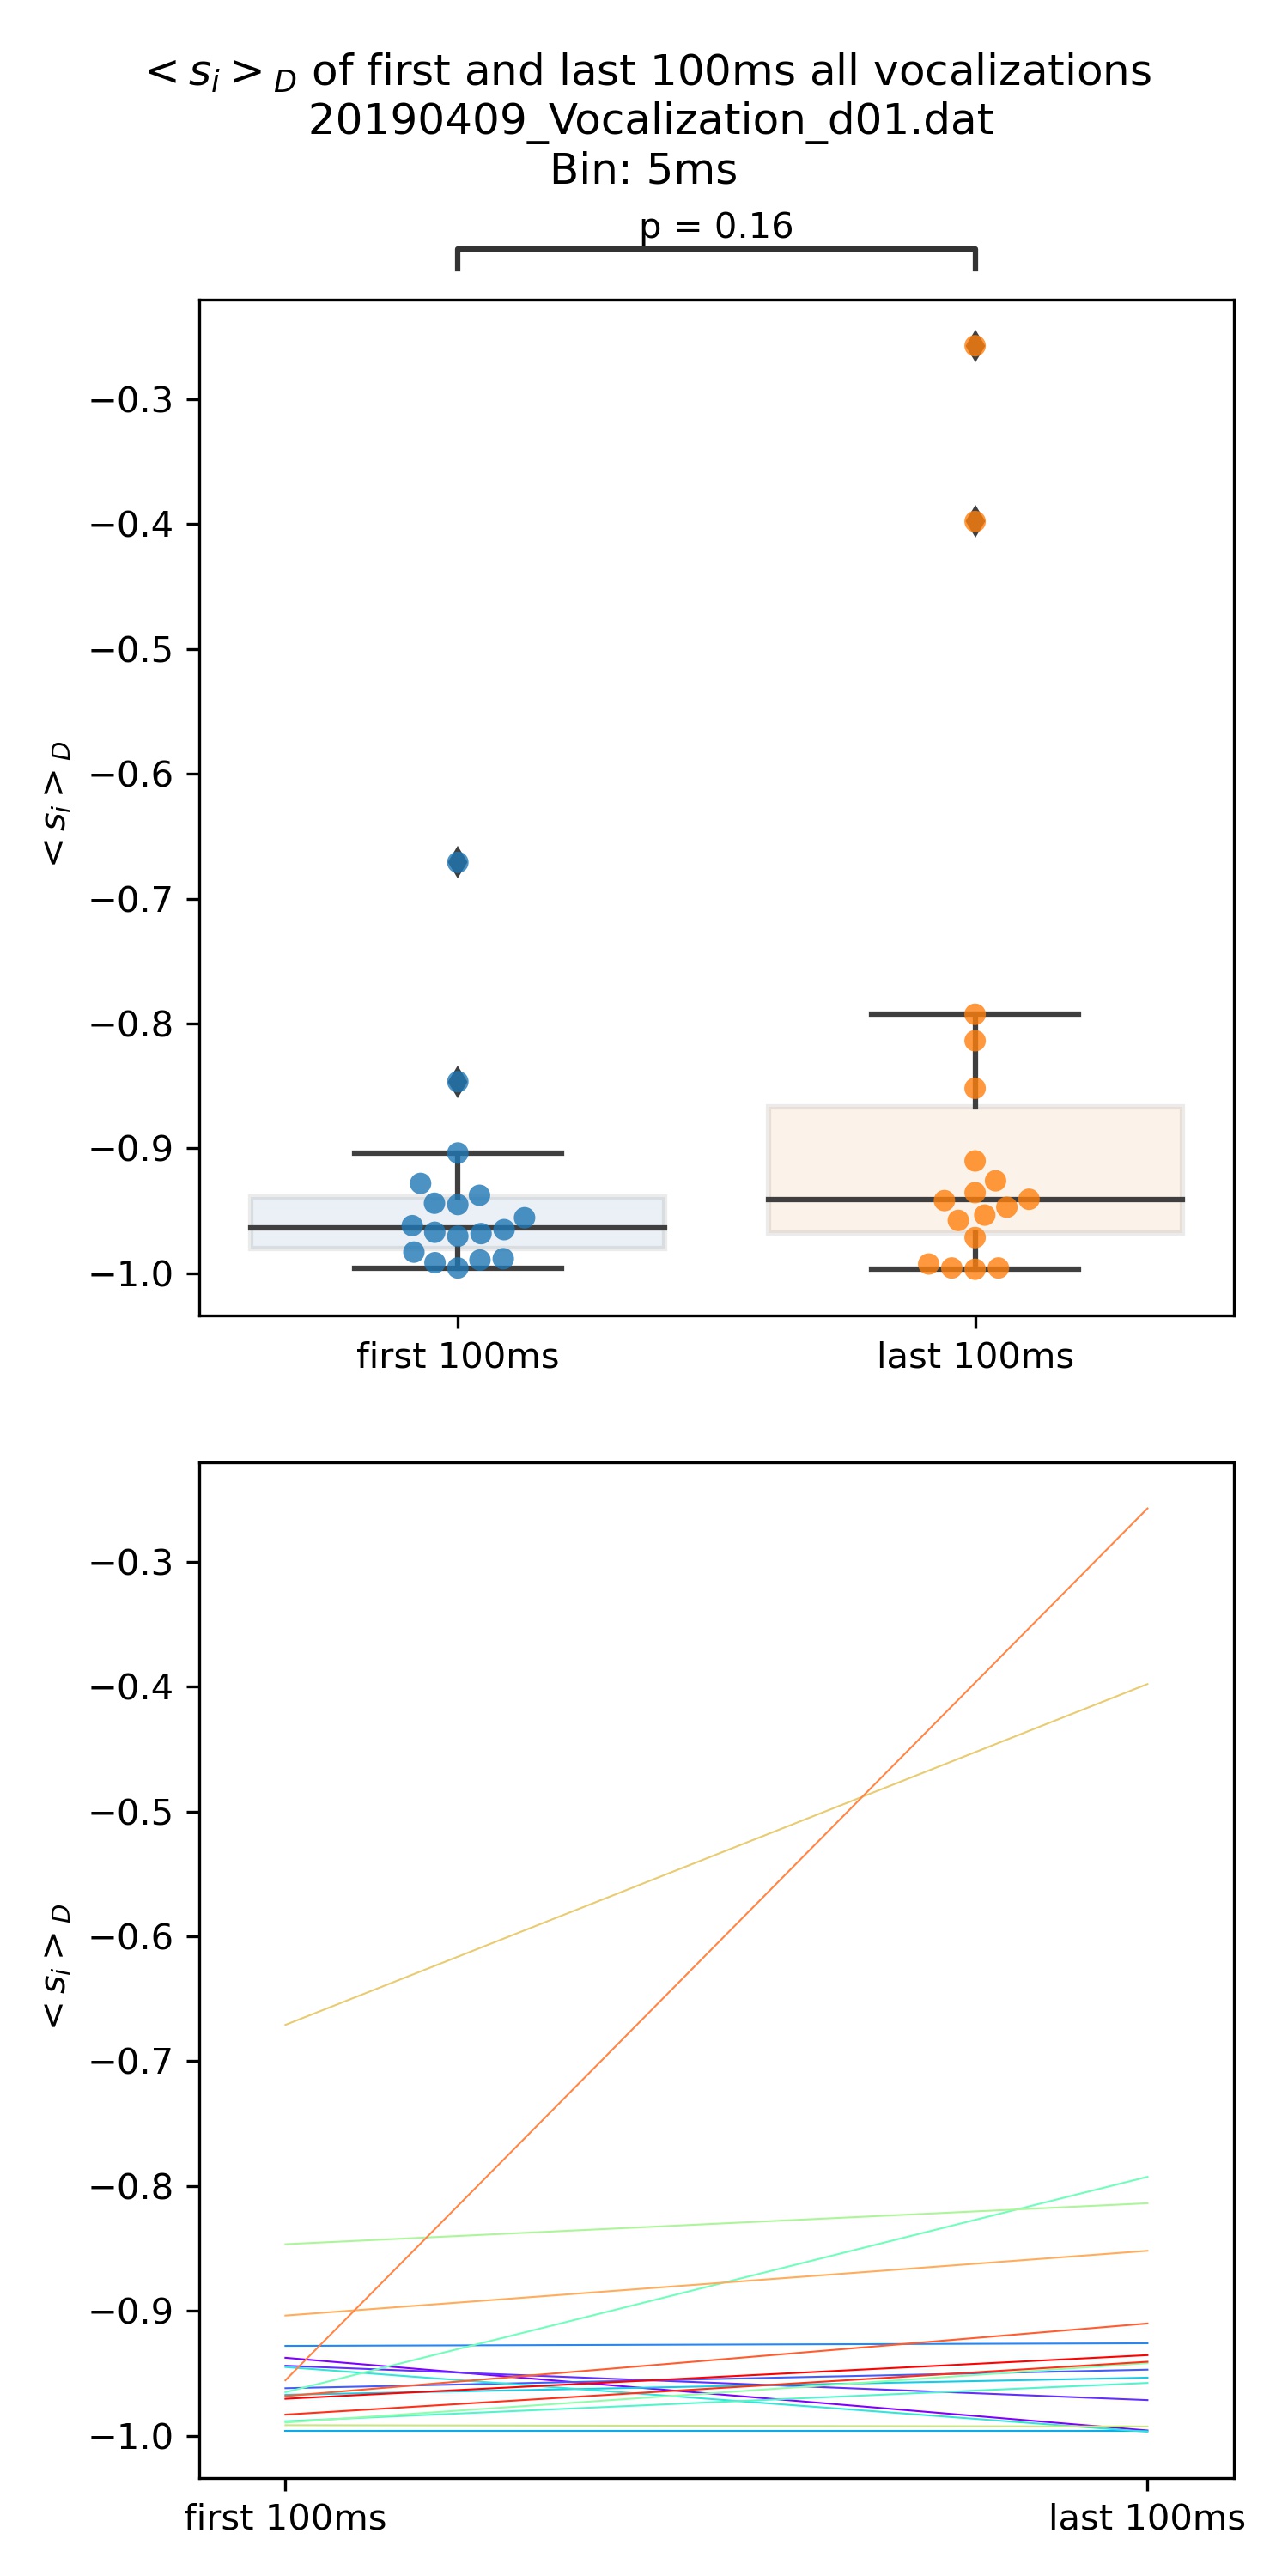 < s_i >_D of first and last 100ms all vocalizations
20190409_Vocalization_d01.dat
Bin: 5ms
p = 0.16
−0.3
−0.4
−0.5
−0.6
−0.7
−0.8
−0.9
−1.0
< s_i >_D
first 100ms
last 100ms
−0.3
−0.4
−0.5
−0.6
−0.7
−0.8
−0.9
−1.0
< s_i >_D
first 100ms
last 100ms